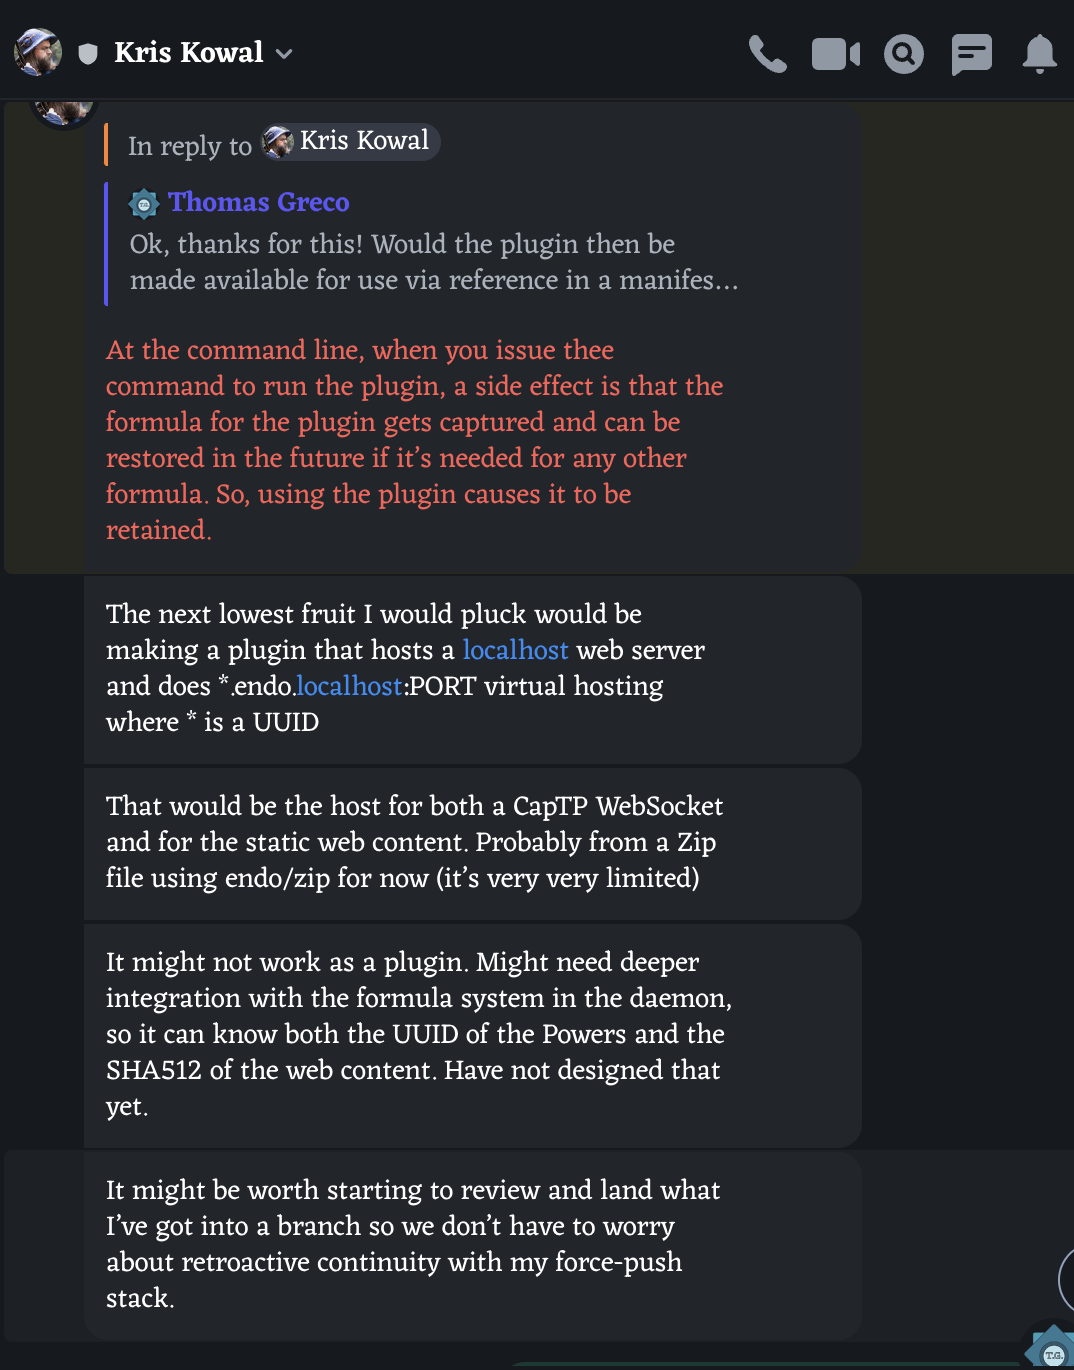 Kris Kowal
In reply to Kris Kowal
Thomas Greco
Ok, thanks for this! Would the plugin then be
made available for use via reference in a manifes...
At the command line, when you issue thee
command to run the plugin, a side effect is that the
formula for the plugin gets captured and can be
restored in the future if it’s needed for any other
formula. So, using the plugin causes it to be
retained.
The next lowest fruit I would pluck would be
making a plugin that hosts a localhost web server
and does *.endo.localhost:PORT virtual hosting
where * is a UUID
That would be the host for both a CapTP WebSocket
and for the static web content. Probably from a Zip
file using endo/zip for now (it’s very very limited)
It might not work as a plugin. Might need deeper
integration with the formula system in the daemon,
so it can know both the UUID of the Powers and the
SHA512 of the web content. Have not designed that
yet.
It might be worth starting to review and land what
I’ve got into a branch so we don’t have to worry
about retroactive continuity with my force-push
stack.
T.G.